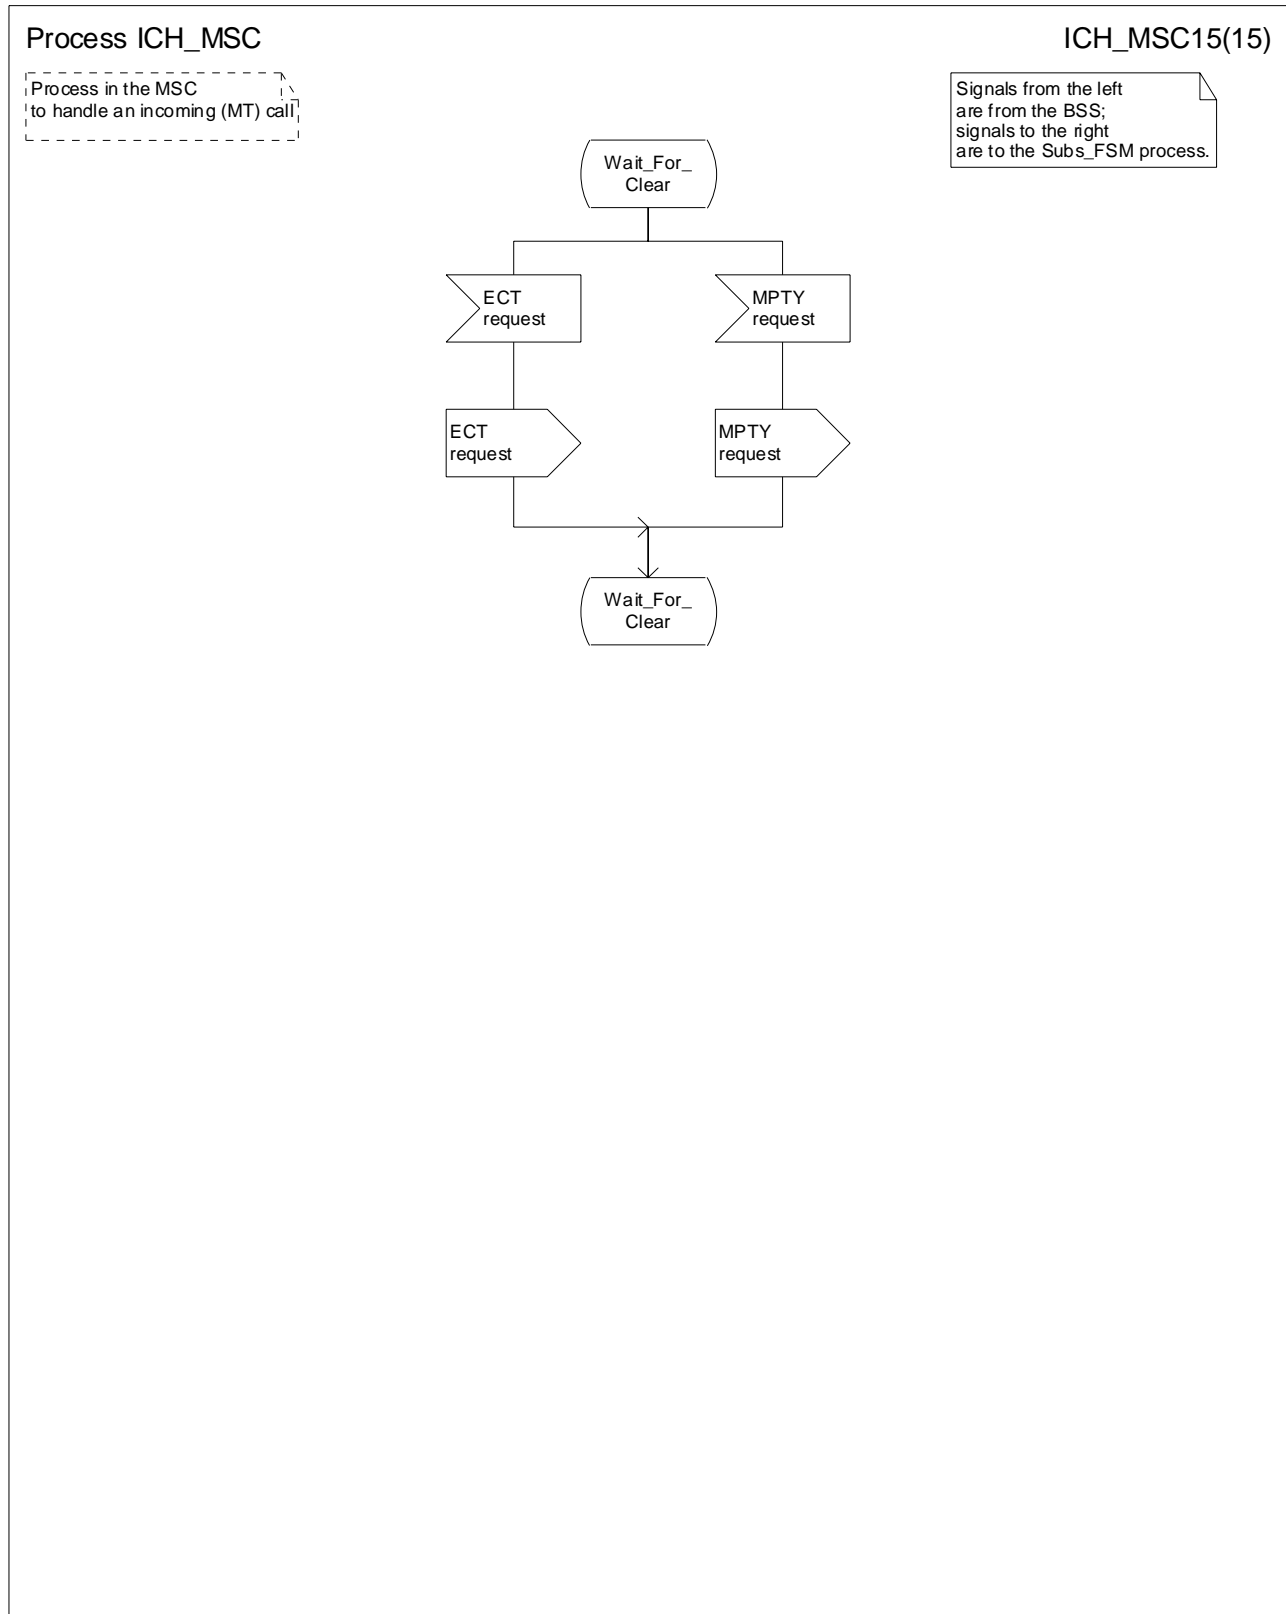 Process ICH_MSC
ICH_MSC15(15)
Process in the MSC
to handle an incoming (MT) call
Signals from the left
are from the BSS;
signals to the right
are to the Subs_FSM process.
Wait_For_
Clear
ECT
request
MPTY
request
ECT
request
MPTY
request
Wait_For_
Clear